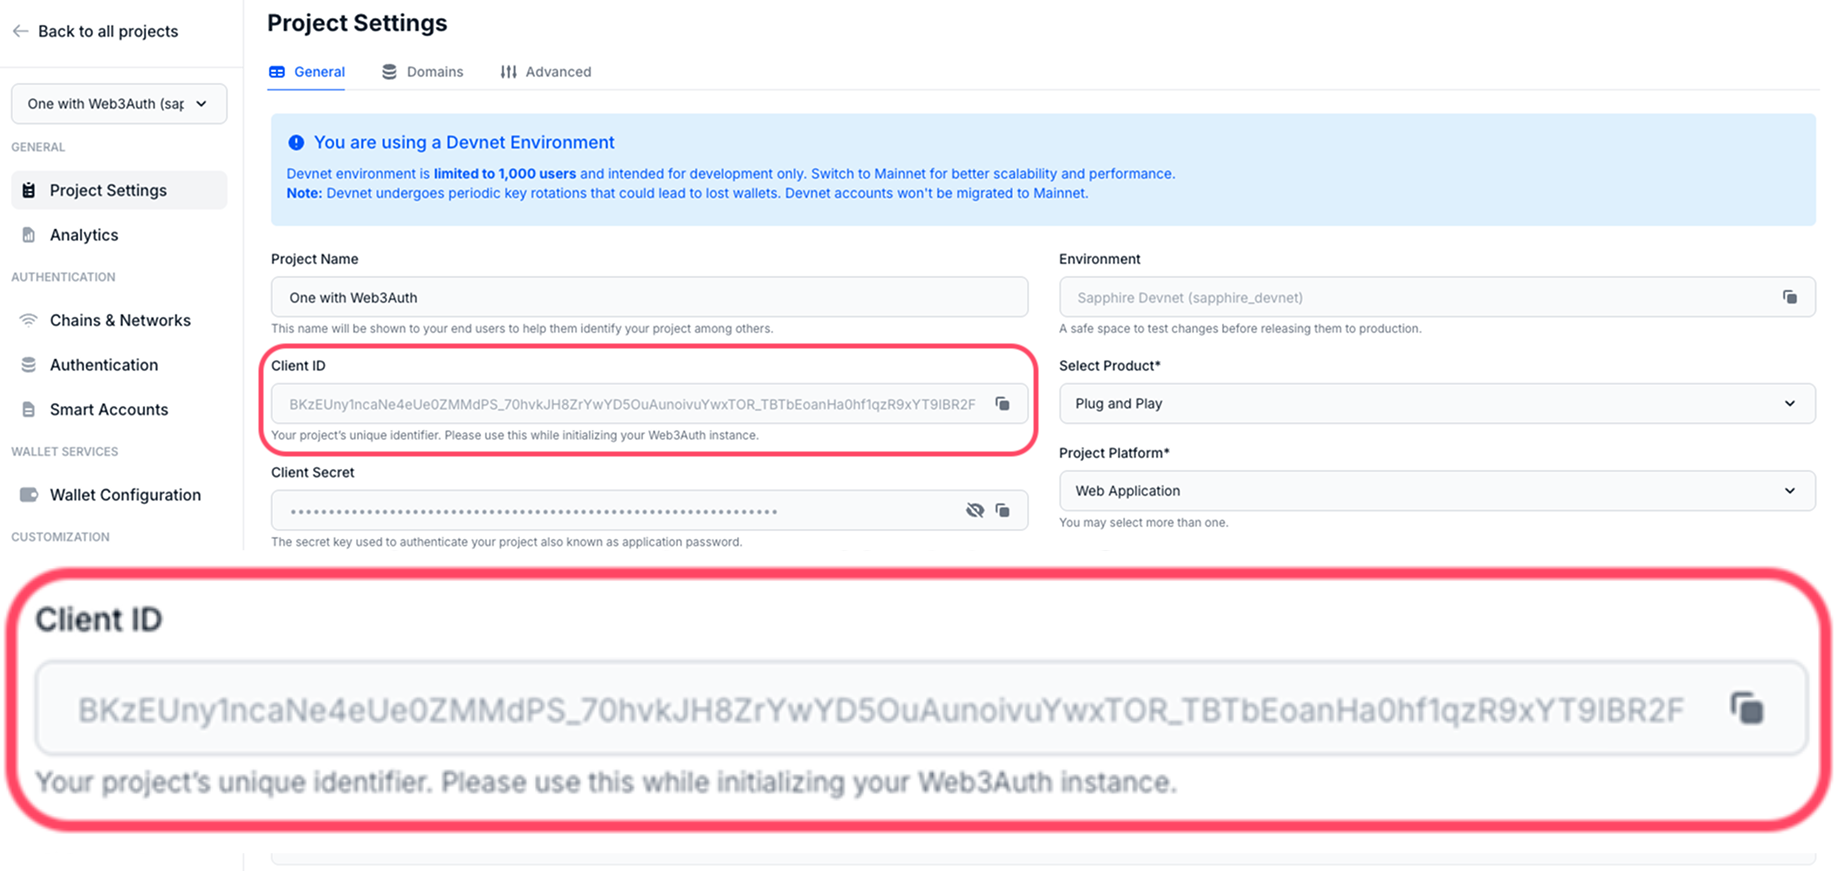 Back to all projects
One with Web3Auth (sap
GENERAL
Project Settings
Analytics
AUTHENTICATION
Chains & Networks
Authentication
Smart Accounts
WALLET SERVICES
Wallet Configuration
CUSTOMIZATION
Project Settings
General Domains Advanced
You are using a Devnet Environment
Devnet environment is limited to 1,000 users and intended for development only. Switch to Mainnet for better scalability and performance.
Note: Devnet undergoes periodic key rotations that could lead to lost wallets. Devnet accounts won't be migrated to Mainnet.
Project Name
One with Web3Auth
This name will be shown to your end users to help them identify your project among others.
Client ID
BKzEUny1ncaNe4eUe0ZMMdPS_70hvkJH8ZrYwYD5OuAunoivuYwxTOR_TBTbEoanHa0hf1qzR9xYT9IBR2F
Your project's unique identifier. Please use this while initializing your Web3Auth instance.
Client Secret
••••••••••••••••••••••••••••••••••••••••••••••••••••••••••••••••
The secret key used to authenticate your project also known as application password.
Environment
Sapphire Devnet (sapphire_devnet)
A safe space to test changes before releasing them to production.
Select Product*
Plug and Play
Project Platform*
Web Application
You may select more than one.
Client ID
BKzEUny1ncaNe4eUe0ZMMdPS_70hvkJH8ZrYwYD5OuAunoivuYwxTOR_TBTbEoanHa0hf1qzR9xYT9IBR2F
Your project's unique identifier. Please use this while initializing your Web3Auth instance.